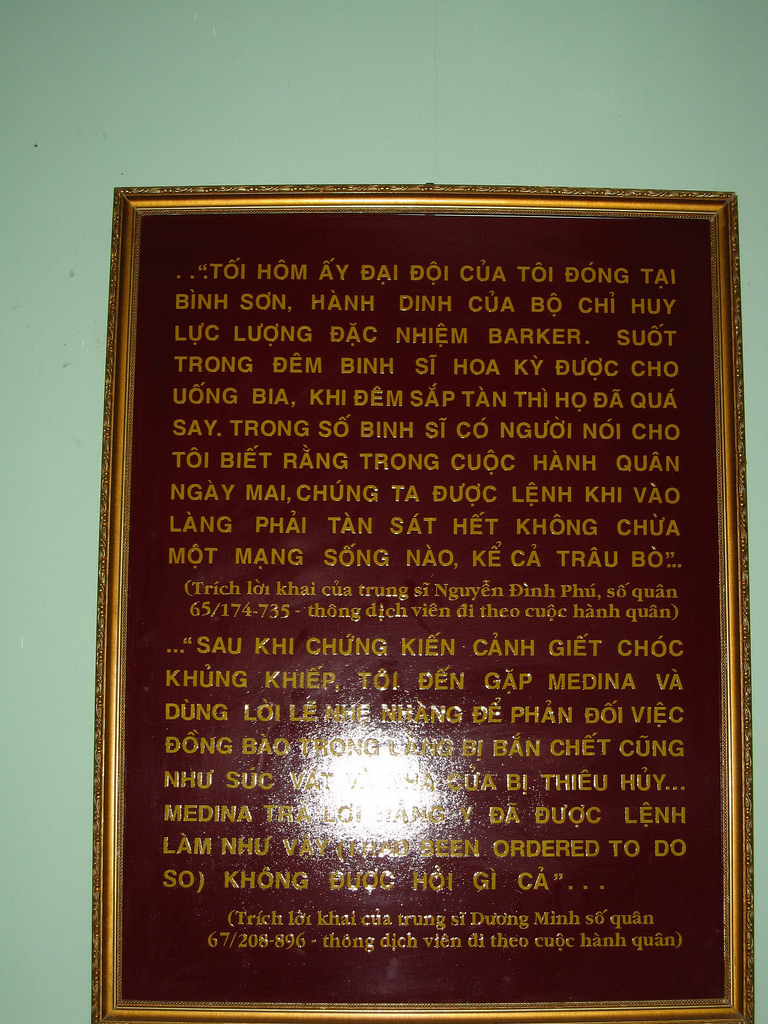 ..“TỐI HÔM ẤY ĐẠI ĐỘI CỦA TÔI ĐÓNG TẠI
BÌNH SƠN, HÀNH DINH CỦA BỘ CHỈ HUY
LỰC LƯỢNG ĐẶC NHIỆM BARKER. SUỐT
TRONG ĐÊM BINH SĨ HOA KỲ ĐƯỢC CHO
UỐNG BIA, KHI ĐÊM SẮP TÀN THÌ HỌ ĐÃ QUÁ
SAY. TRONG SỐ BINH SĨ CÓ NGƯỜI NÓI CHO
TÔI BIẾT RẰNG TRONG CUỘC HÀNH QUÂN
NGÀY MAI, CHÚNG TA ĐƯỢC LỆNH KHI VÀO
LÀNG PHẢI TÀN SÁT HẾT KHÔNG CHỪA
MỘT MẠNG SỐNG NÀO, KỂ CẢ TRÂU BÒ”...
(Trích lời khai của trung sĩ Nguyễn Đình Phú, số quân
65/174-735 - thông dịch viên đi theo cuộc hành quân)
...“SAU KHI CHỨNG KIẾN CẢNH GIẾT CHÓC
KHỦNG KHIẾP, TÔI ĐẾN GẶP MEDINA VÀ
DÙNG LỜI LẼ NHẸ NHÀNG ĐỂ PHẢN ĐỐI VIỆC
ĐỒNG BÀO TRONG LÀNG BỊ BẮN CHẾT CŨNG
NHƯ SÚC VẬT VÀ NHÀ CỬA BỊ THIÊU HỦY...
MEDINA TRẢ LỜI RẰNG Y ĐÃ ĐƯỢC LỆNH
LÀM NHƯ VẬY (I HAD BEEN ORDERED TO DO
SO) KHÔNG ĐƯỢC HỎI GÌ CẢ”...
(Trích lời khai của trung sĩ Dương Minh số quân
67/208-896 - thông dịch viên đi theo cuộc hành quân)